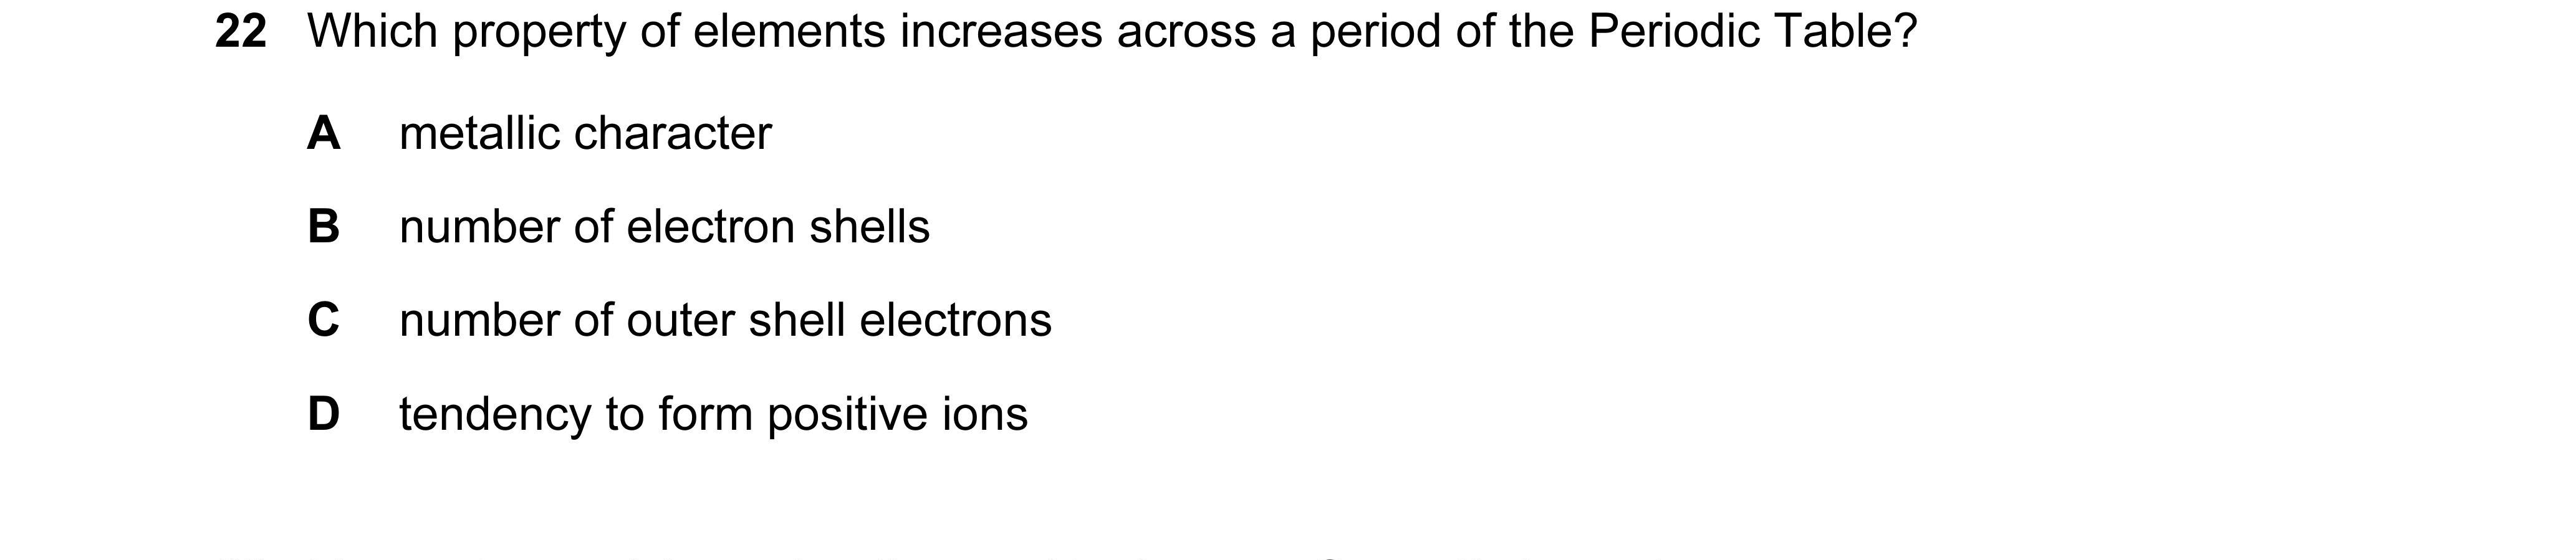 22 Which property of elements increases across a period of the Periodic Table?
A metallic character
B number of electron shells
C number of outer shell electrons
D tendency to form positive ions